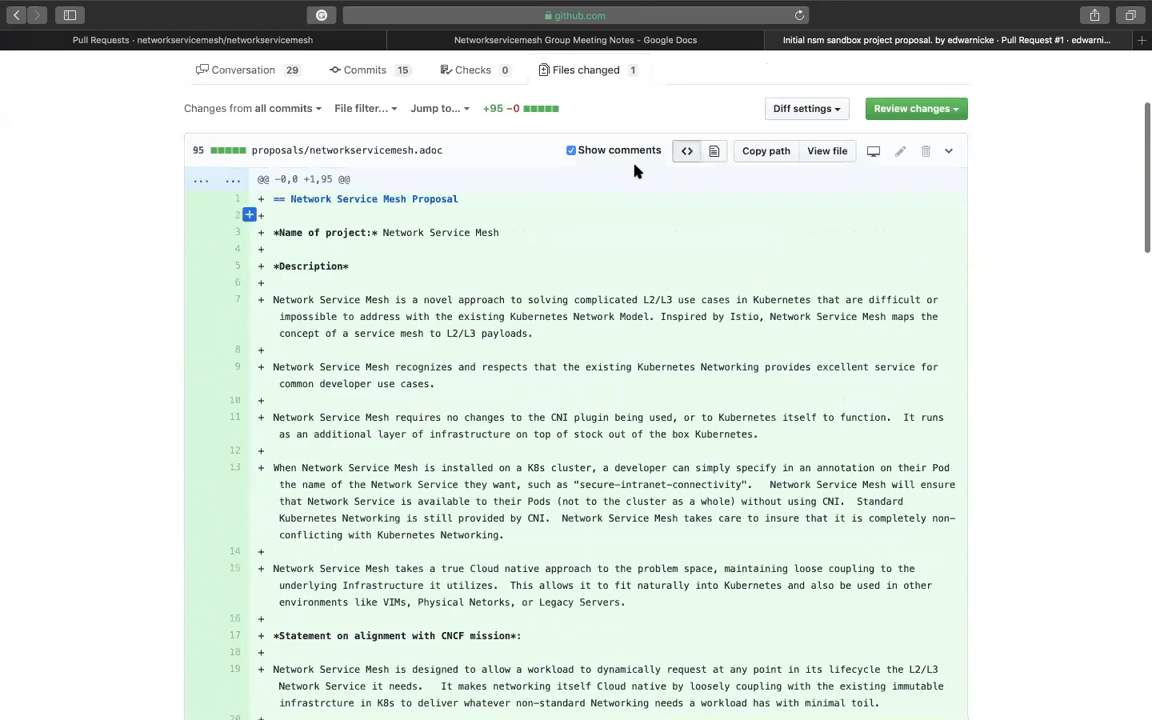 github.com
Pull Requests · networkservicemesh/networkservicemesh
Networkservicemesh Group Meeting Notes - Google Docs
Initial nsm sandbox project proposal. by edwarnicke · Pull Request #1 · edwarni...
Conversation 29 Commits 15 Checks 0 Files changed 1
Changes from all commits File filter... Jump to... +95 −0 Diff settings Review changes
95 proposals/networkservicemesh.adoc Show comments Copy path View file
... ... @@ -0,0 +1,95 @@
1 + == Network Service Mesh Proposal
2 +
3 + *Name of project:* Network Service Mesh
4 +
5 + *Description*
6 +
7 + Network Service Mesh is a novel approach to solving complicated L2/L3 use cases in Kubernetes that are difficult or
impossible to address with the existing Kubernetes Network Model. Inspired by Istio, Network Service Mesh maps the
concept of a service mesh to L2/L3 payloads.
8 +
9 + Network Service Mesh recognizes and respects that the existing Kubernetes Networking provides excellent service for
common developer use cases.
10 +
11 + Network Service Mesh requires no changes to the CNI plugin being used, or to Kubernetes itself to function. It runs
as an additional layer of infrastructure on top of stock out of the box Kubernetes.
12 +
13 + When Network Service Mesh is installed on a K8s cluster, a developer can simply specify in an annotation on their Pod
the name of the Network Service they want, such as "secure-intranet-connectivity". Network Service Mesh will ensure
that Network Service is available to their Pods (not to the cluster as a whole) without using CNI. Standard
Kubernetes Networking is still provided by CNI. Network Service Mesh takes care to insure that it is completely non-
conflicting with Kubernetes Networking.
14 +
15 + Network Service Mesh takes a true Cloud native approach to the problem space, maintaining loose coupling to the
underlying Infrastructure it utilizes. This allows it to fit naturally into Kubernetes and also be used in other
environments like VIMs, Physical Networks, or Legacy Servers.
16 +
17 + *Statement on alignment with CNCF mission*:
18 +
19 + Network Service Mesh is designed to allow a workload to dynamically request at any point in its lifecycle the L2/L3
Network Service it needs. It makes networking itself Cloud native by loosely coupling with the existing immutable
infrastrcture in K8s to deliver whatever non-standard Networking needs a workload has with minimal toil.
20 +